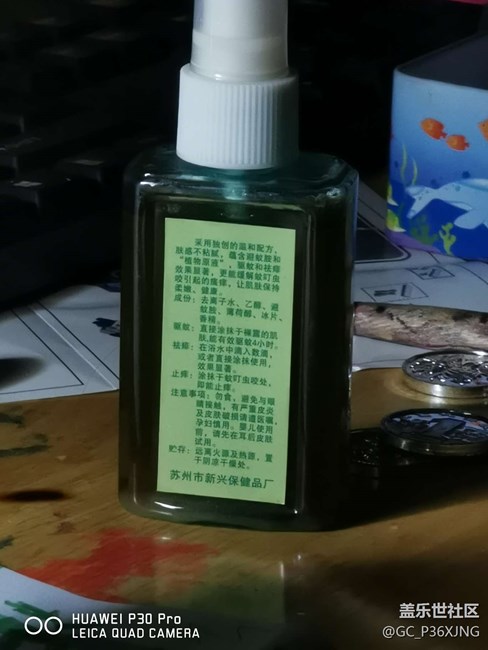 采用独创的温和配方,
肤感不粘腻,蕴含避蚊胺和
“植物原液”,驱蚊和祛痱
效果显著,更能缓解蚊叮虫
咬引起的瘙痒,让肌肤保持
柔嫩、健康。
成份:去离子水、乙醇、避
蚊胺、薄荷醇、冰片、
香精。
驱蚊:直接涂抹于裸露的肌
肤,能有效驱蚊4小时。
祛痱:在浴水中滴入数滴,
或者直接涂抹使用,
效果显著。
止痒:涂抹于蚊叮虫咬处,
即能止痒。
注意事项:勿食、避免与眼
睛接触,有严重皮炎
及皮肤破损请遵医嘱,
孕妇慎用。婴儿使用
前,请先在耳后皮肤
试用。
贮存:远离火源及热源,置
于阴凉干燥处。
苏州市新兴保健品厂
HUAWEI P30 Pro
LEICA QUAD CAMERA
盖乐世社区
@GC_P36XJNG